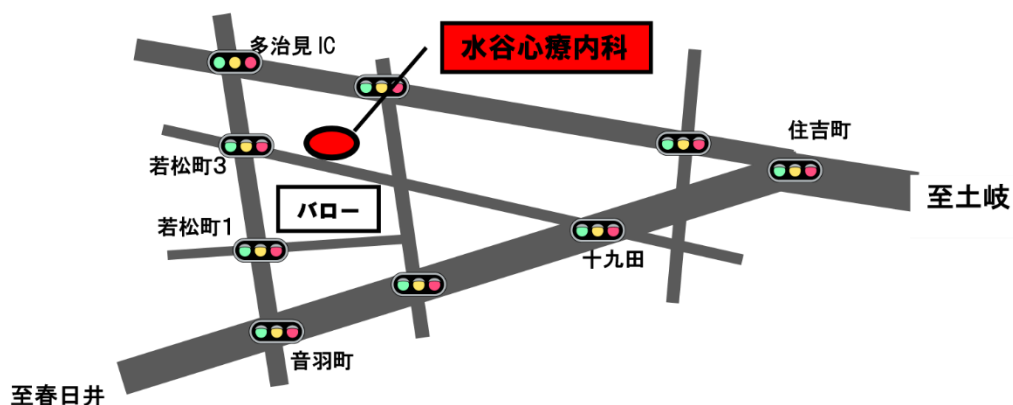 多治見 IC
水谷心療内科
住吉町
若松町3
至土岐
バロー
若松町1
十九田
音羽町
至春日井